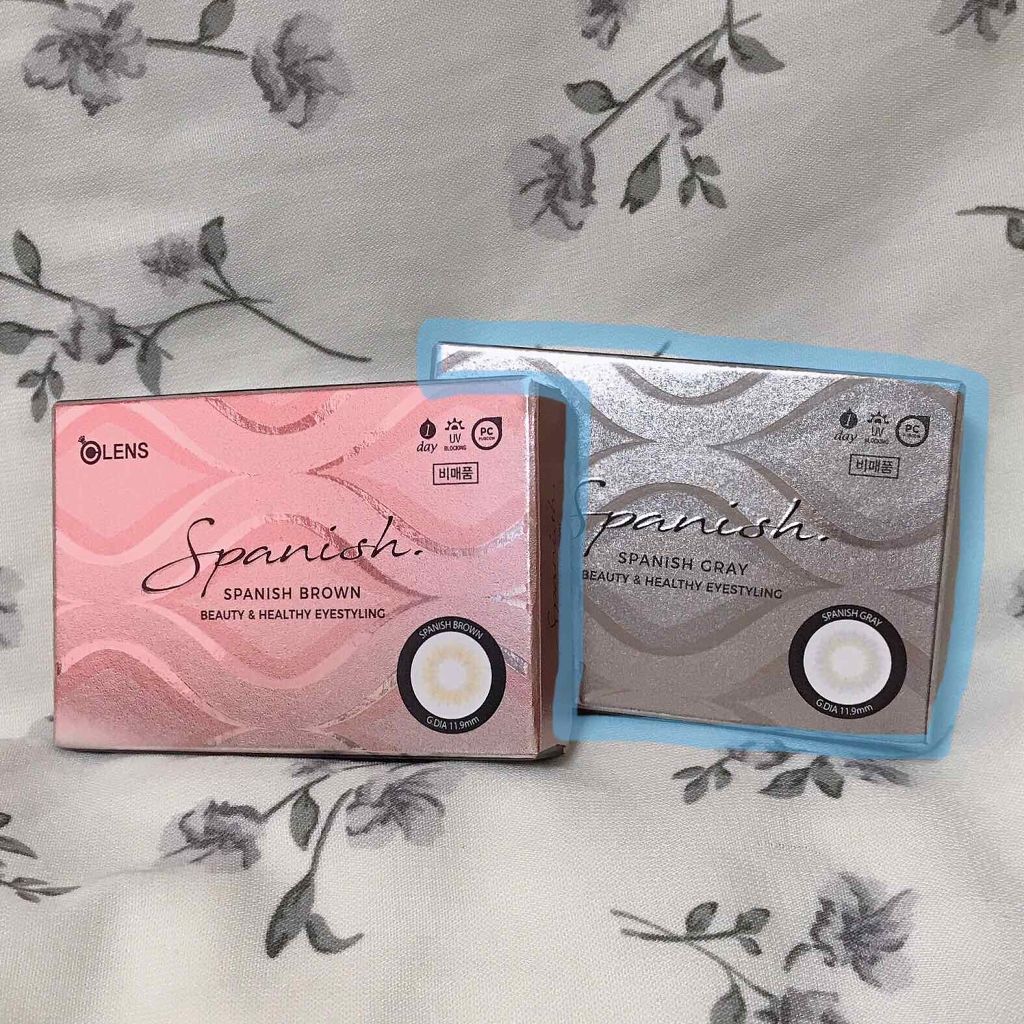 OLENS
1 day
UV BLOCKING
PC PUSCON
비매품
Spanish.
SPANISH BROWN
BEAUTY & HEALTHY EYESTYLING
SPANISH BROWN
G.DIA 11.9mm
1 day
UV BLOCKING
PC PUSCON
비매품
Spanish.
SPANISH GRAY
BEAUTY & HEALTHY EYESTYLING
SPANISH GRAY
G.DIA 11.9mm